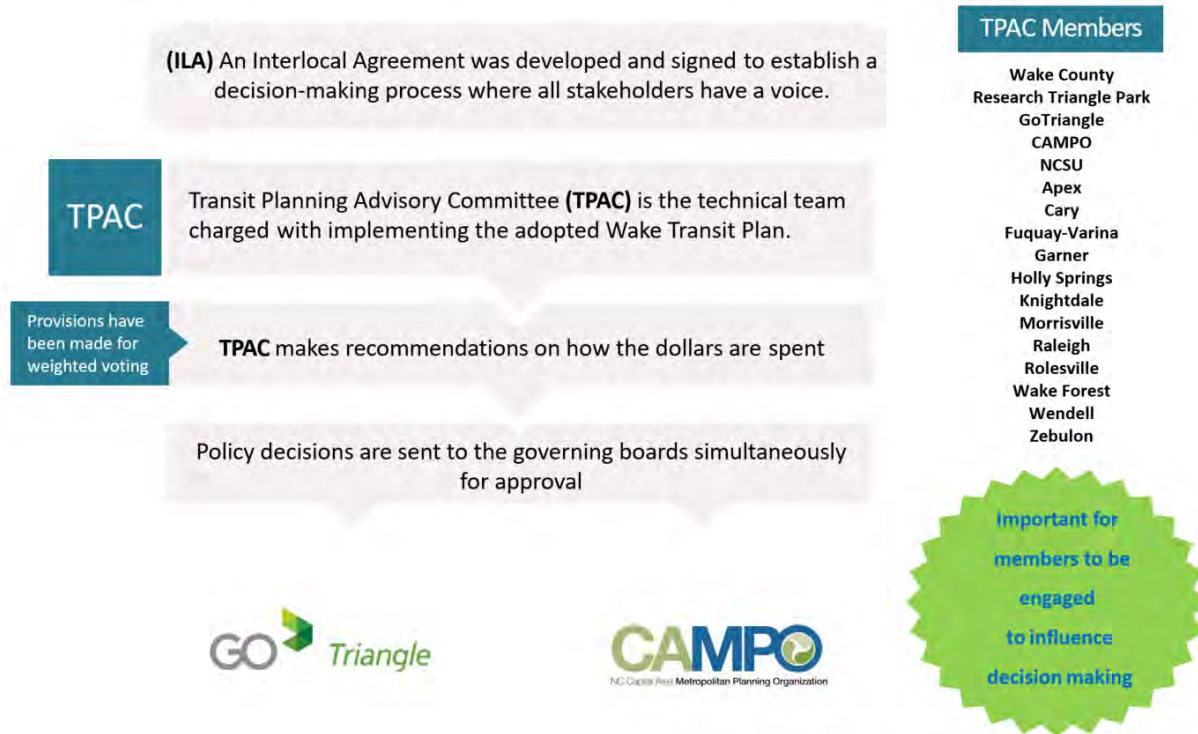 (ILA) An Interlocal Agreement was developed and signed to establish a
decision-making process where all stakeholders have a voice.
TPAC
Transit Planning Advisory Committee (TPAC) is the technical team
charged with implementing the adopted Wake Transit Plan.
Provisions have
been made for
weighted voting
TPAC makes recommendations on how the dollars are spent
Policy decisions are sent to the governing boards simultaneously
for approval
GO Triangle
CAMPO
NC Capital Area Metropolitan Planning Organization
TPAC Members
Wake County
Research Triangle Park
GoTriangle
CAMPO
NCSU
Apex
Cary
Fuquay-Varina
Garner
Holly Springs
Knightdale
Morrisville
Raleigh
Rolesville
Wake Forest
Wendell
Zebulon
Important for
members to be
engaged
to influence
decision making